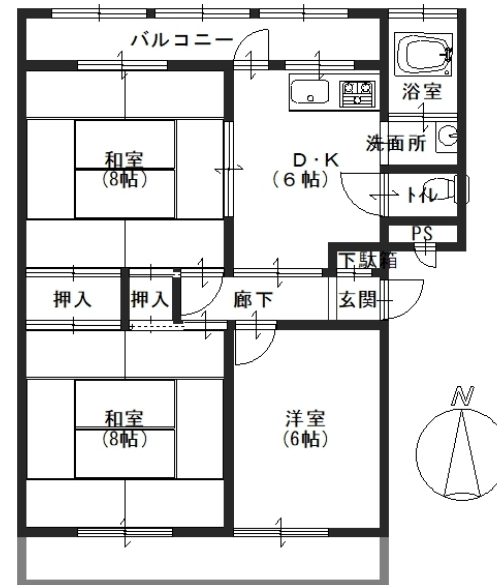 バルコニー
浴室
和室
(8帖)
D・K
(6帖)
洗面所
トイレ
PS
下駄箱
押入
押入
廊下
玄関
和室
(8帖)
洋室
(6帖)
N